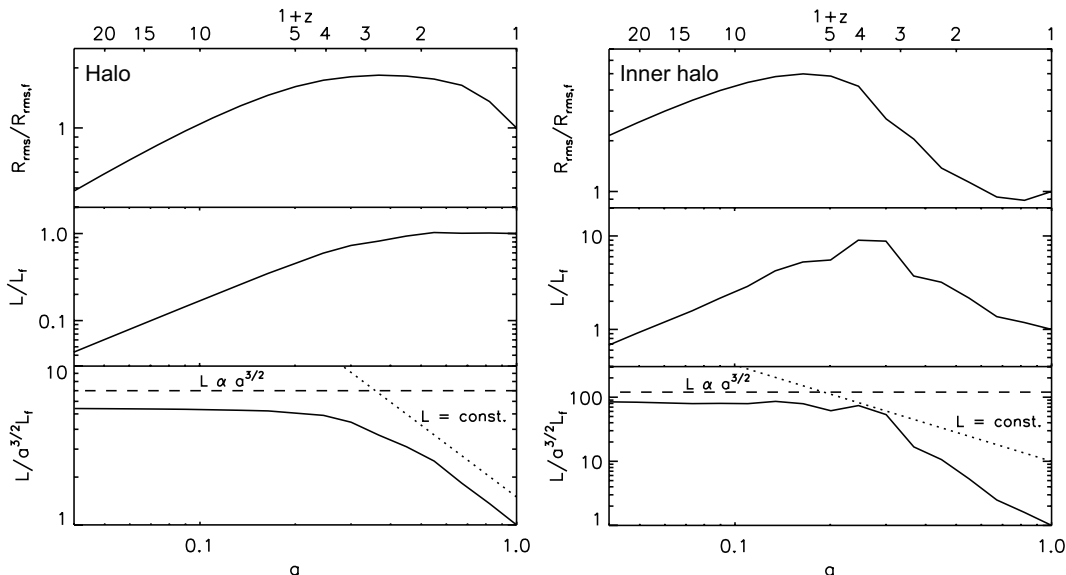 1+z
20 15 10 5 4 3 2 1
Halo
R_rms/R_rms,f
1
L/L_f
1.0
0.1
L/a^3/2 L_f
10
1
L ∝ a^3/2
L = const.
0.1 1.0
a
1+z
20 15 10 5 4 3 2 1
Inner halo
R_rms/R_rms,f
1
L/L_f
10
1
L/a^3/2 L_f
100
10
1
L ∝ a^3/2
L = const.
0.1 1.0
a